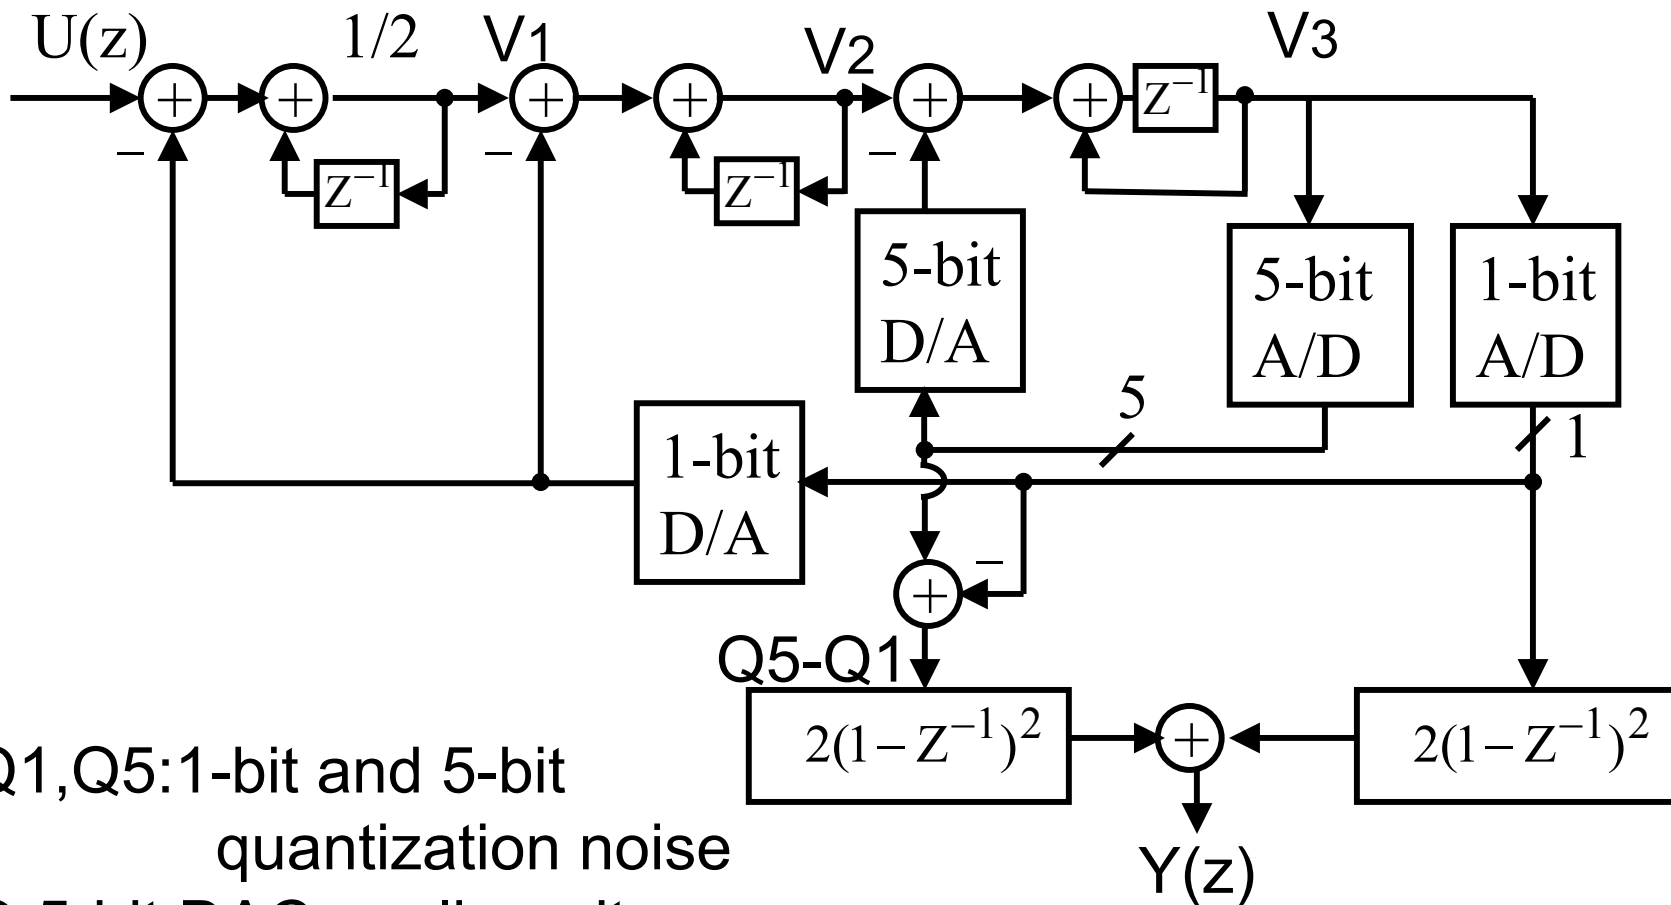 U(z)
1/2
V1
V2
V3
+
+
+
+
+
+
Z⁻¹
–
–
–
Z⁻¹
Z⁻¹
5-bit
D/A
5-bit
A/D
1-bit
A/D
5
1
1-bit
D/A
–
+
Q5-Q1
2(1–Z⁻¹)²
+
2(1–Z⁻¹)²
Q1,Q5:1-bit and 5-bit
quantization noise
Y(z)